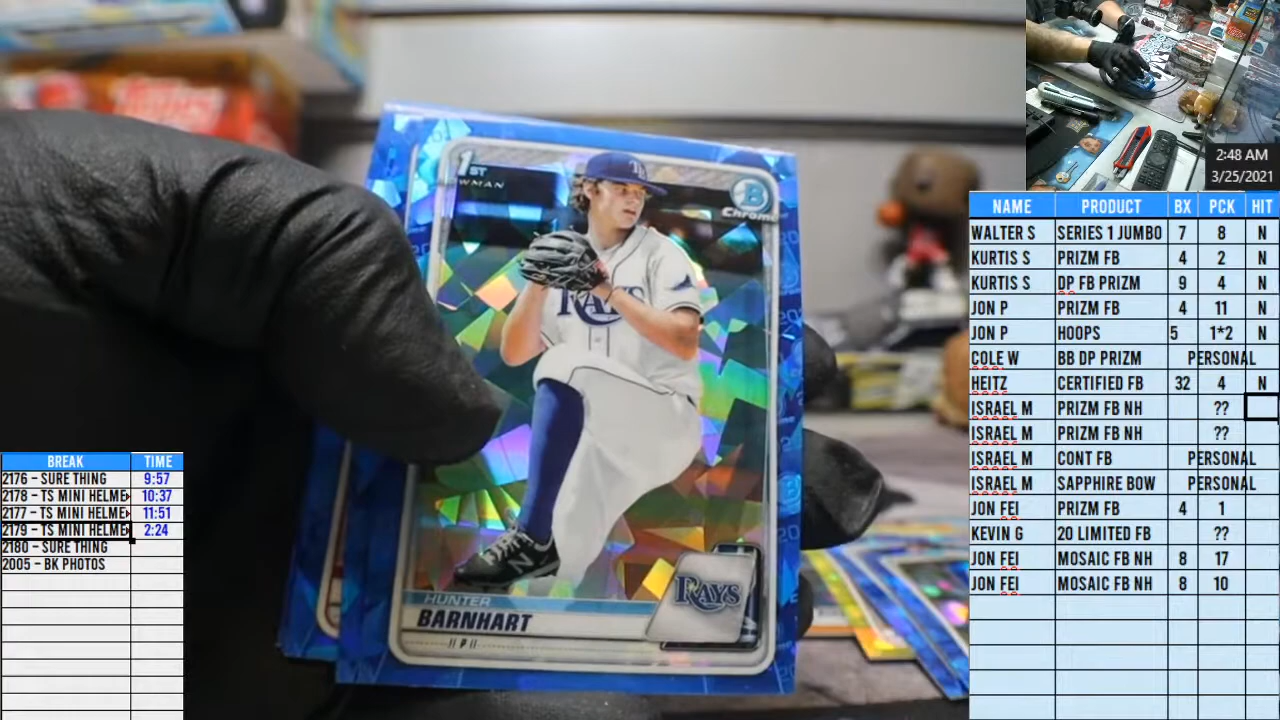 1ST
WMAN
B
Chrome
RAYS
RAYS
HUNTER
BARNHART
P
2:48 AM
3/25/2021
NAME PRODUCT BX PCK HIT
WALTER S SERIES 1 JUMBO 7 8 N
KURTIS S PRIZM FB 4 2 N
KURTIS S DP FB PRIZM 9 4 N
JON P PRIZM FB 4 11 N
JON P HOOPS 5 1*2 N
COLE W BB DP PRIZM PERSONAL
HEITZ CERTIFIED FB 32 4 N
ISRAEL M PRIZM FB NH ??
ISRAEL M PRIZM FB NH ??
ISRAEL M CONT FB PERSONAL
ISRAEL M SAPPHIRE BOW PERSONAL
JON FEI PRIZM FB 4 1
KEVIN G 20 LIMITED FB ??
JON FEI MOSAIC FB NH 8 17
JON FEI MOSAIC FB NH 8 10
BREAK TIME
2176 – SURE THING 9:57
2178 – TS MINI HELME 10:37
2177 – TS MINI HELME 11:51
2179 – TS MINI HELME 2:24
2180 – SURE THING
2005 – BK PHOTOS